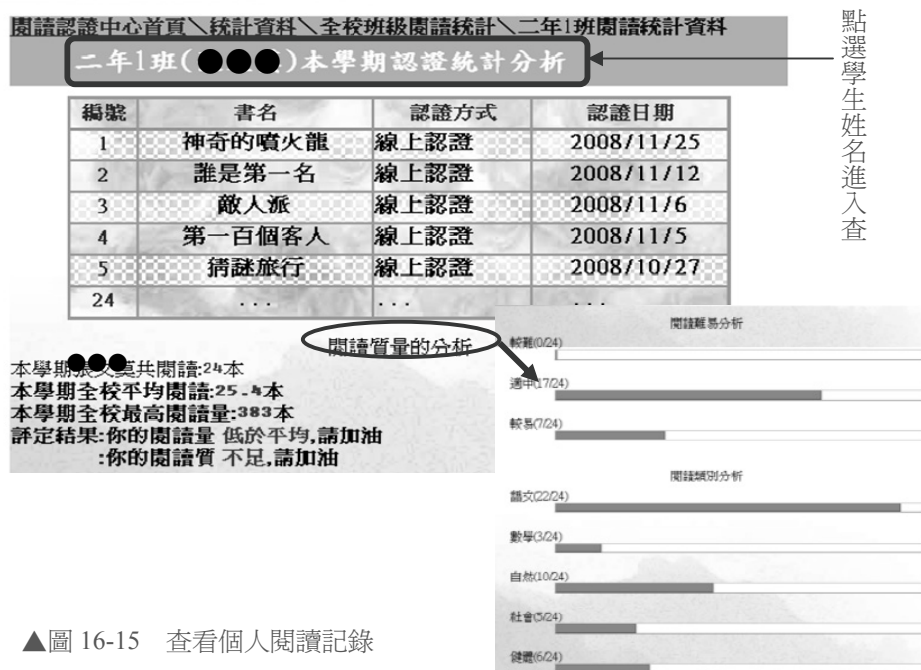 閱讀認證中心首頁╲統計資料╲全校班級閱讀統計╲二年1班閱讀統計資料
二年1班(●●●)本學期認證統計分析
點選學生姓名進入查
編號 書名 認證方式 認證日期
1 神奇的噴火龍 線上認證 2008/11/25
2 誰是第一名 線上認證 2008/11/12
3 敵人派 線上認證 2008/11/6
4 第一百個客人 線上認證 2008/11/5
5 猜謎旅行 線上認證 2008/10/27
24 ... ... ...
閱讀質量的分析
本學期●●●共閱讀:24本
本學期全校平均閱讀:25.4本
本學期全校最高閱讀量:383本
評定結果:你的閱讀量 低於平均,請加油
:你的閱讀質 不足,請加油
閱讀難易分析
較難(0/24)
適中(17/24)
較易(7/24)
閱讀類別分析
語文(22/24)
數學(3/24)
自然(10/24)
社會(5/24)
健體(6/24)
▲圖 16-15 查看個人閱讀記錄